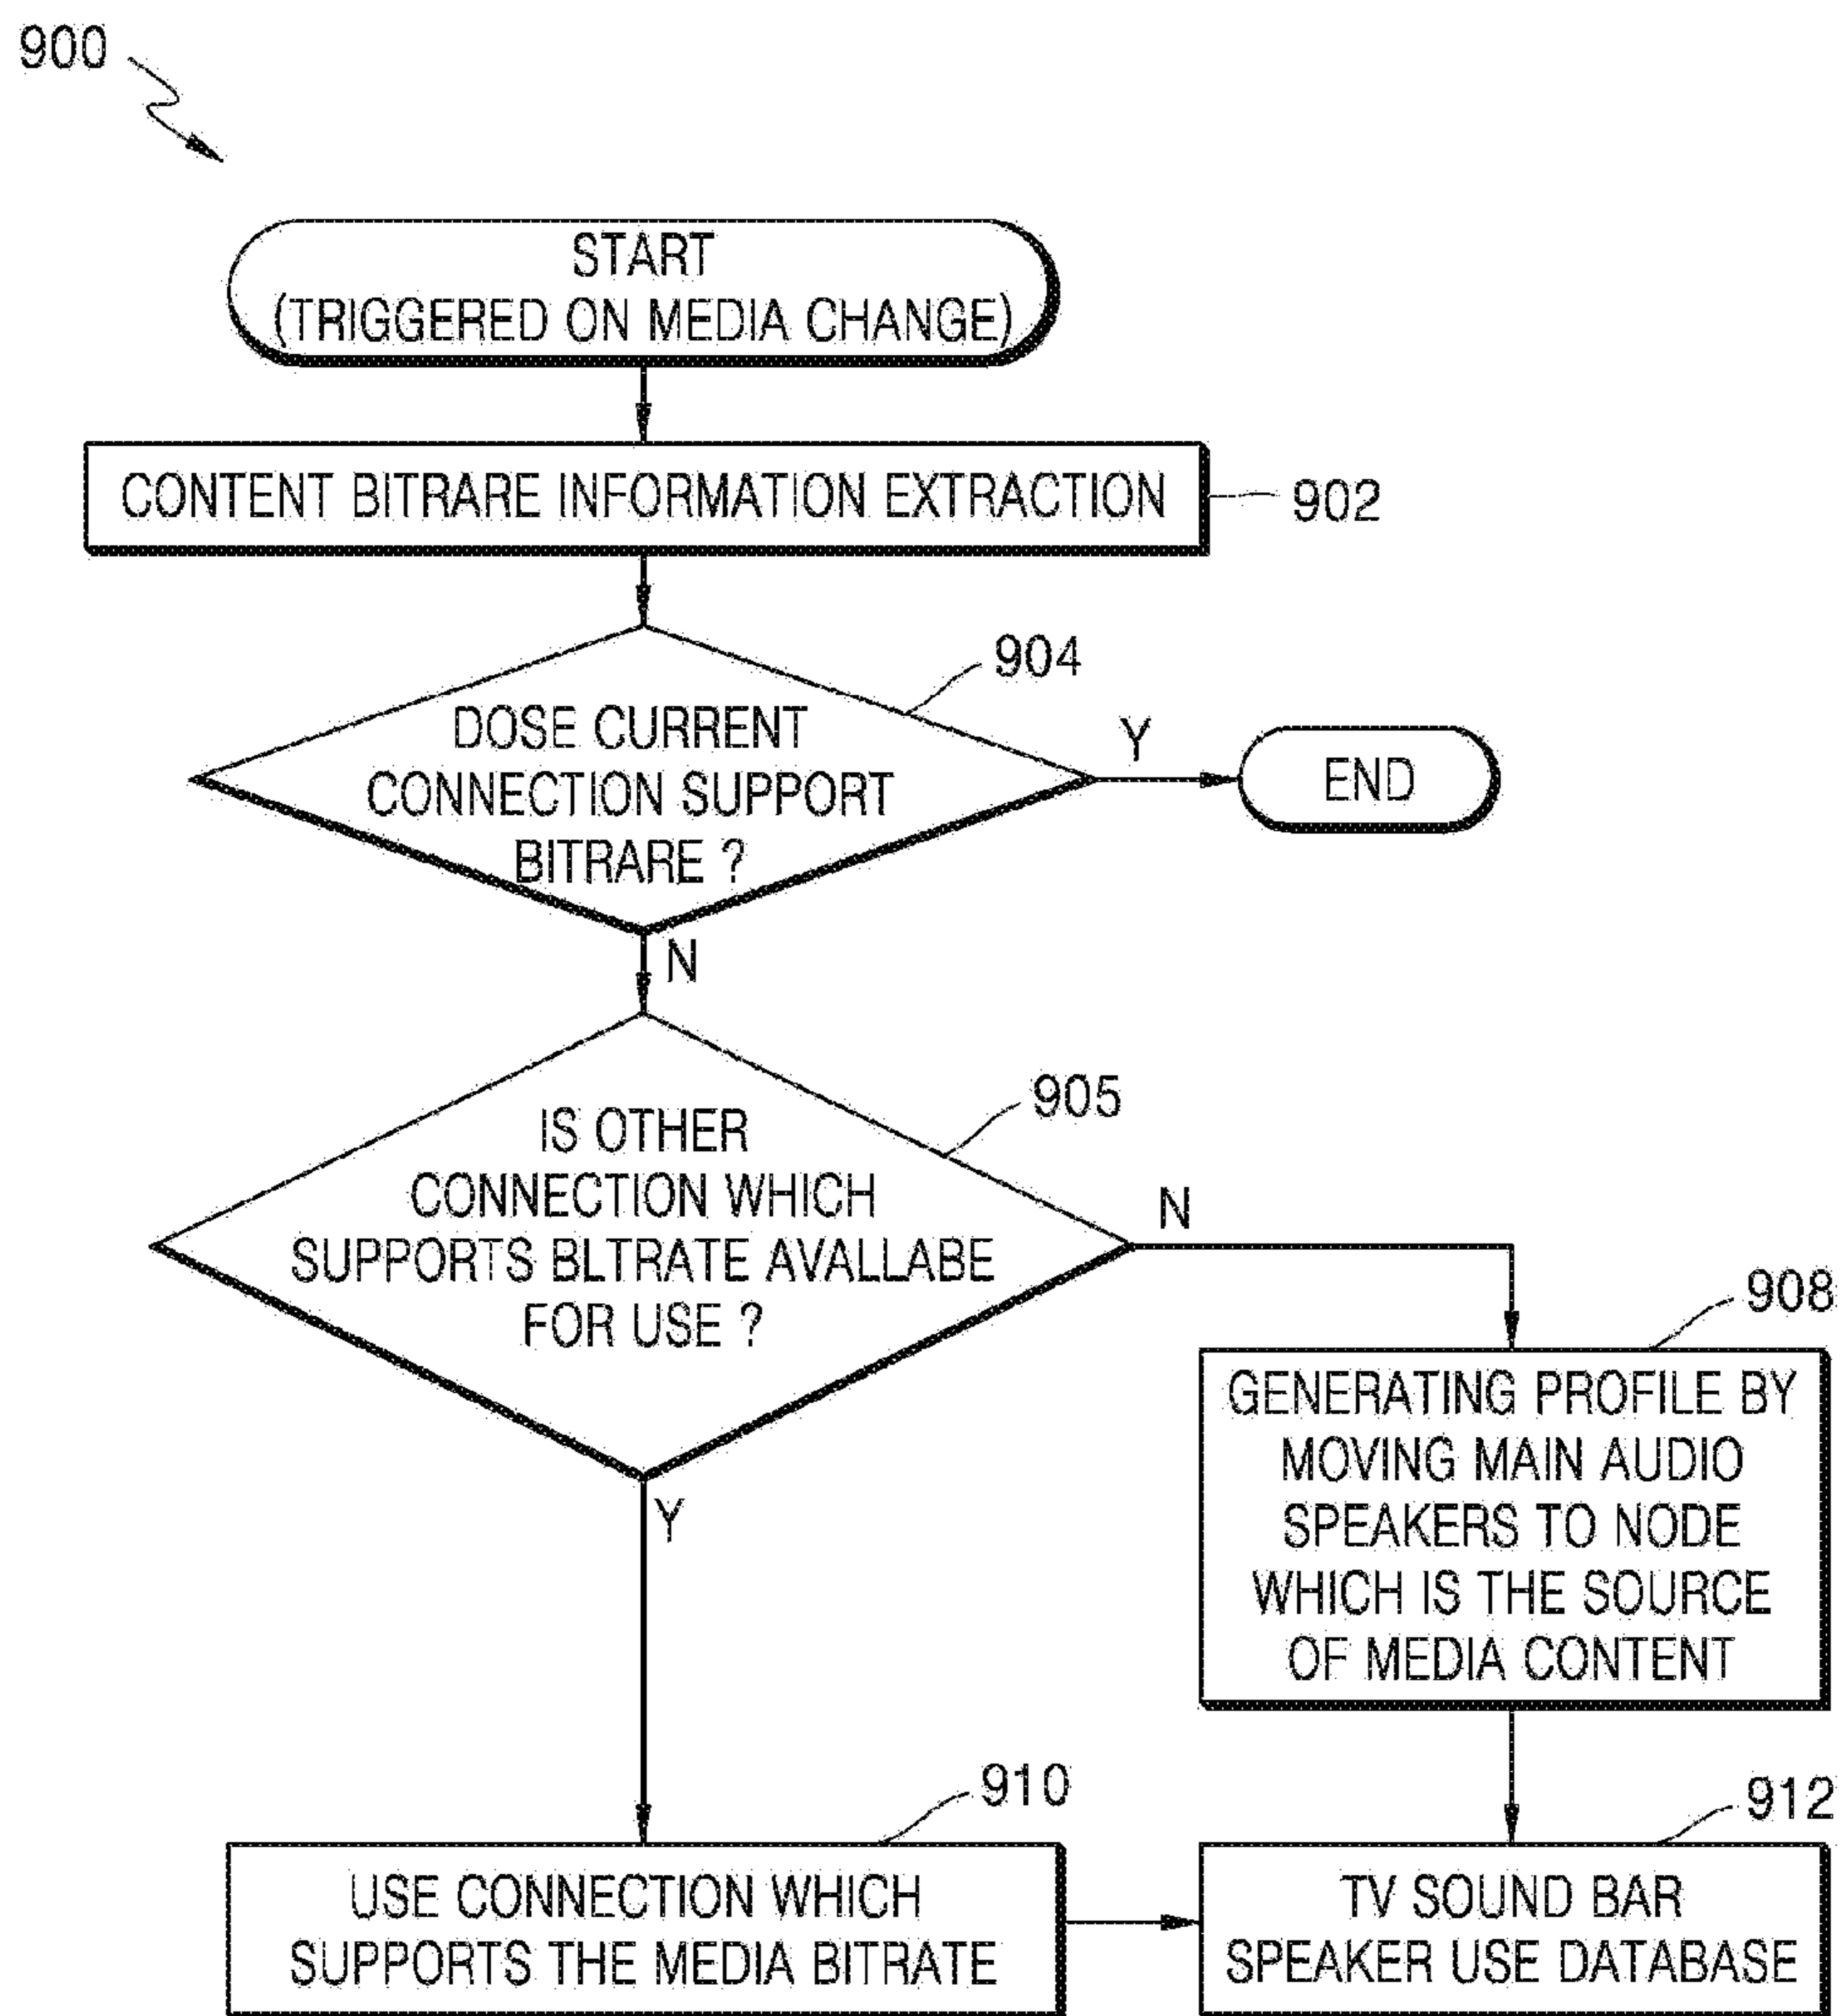 900
START
(TRIGGERED ON MEDIA CHANGE)
CONTENT BITRARE INFORMATION EXTRACTION
902
904
DOSE CURRENT
CONNECTION SUPPORT
BITRARE ?
Y
END
N
905
IS OTHER
CONNECTION WHICH
SUPPORTS BLTRATE AVALLABE
FOR USE ?
N
908
GENERATING PROFILE BY
MOVING MAIN AUDIO
SPEAKERS TO NODE
WHICH IS THE SOURCE
OF MEDIA CONTENT
Y
910
USE CONNECTION WHICH
SUPPORTS THE MEDIA BITRATE
912
TV SOUND BAR
SPEAKER USE DATABASE